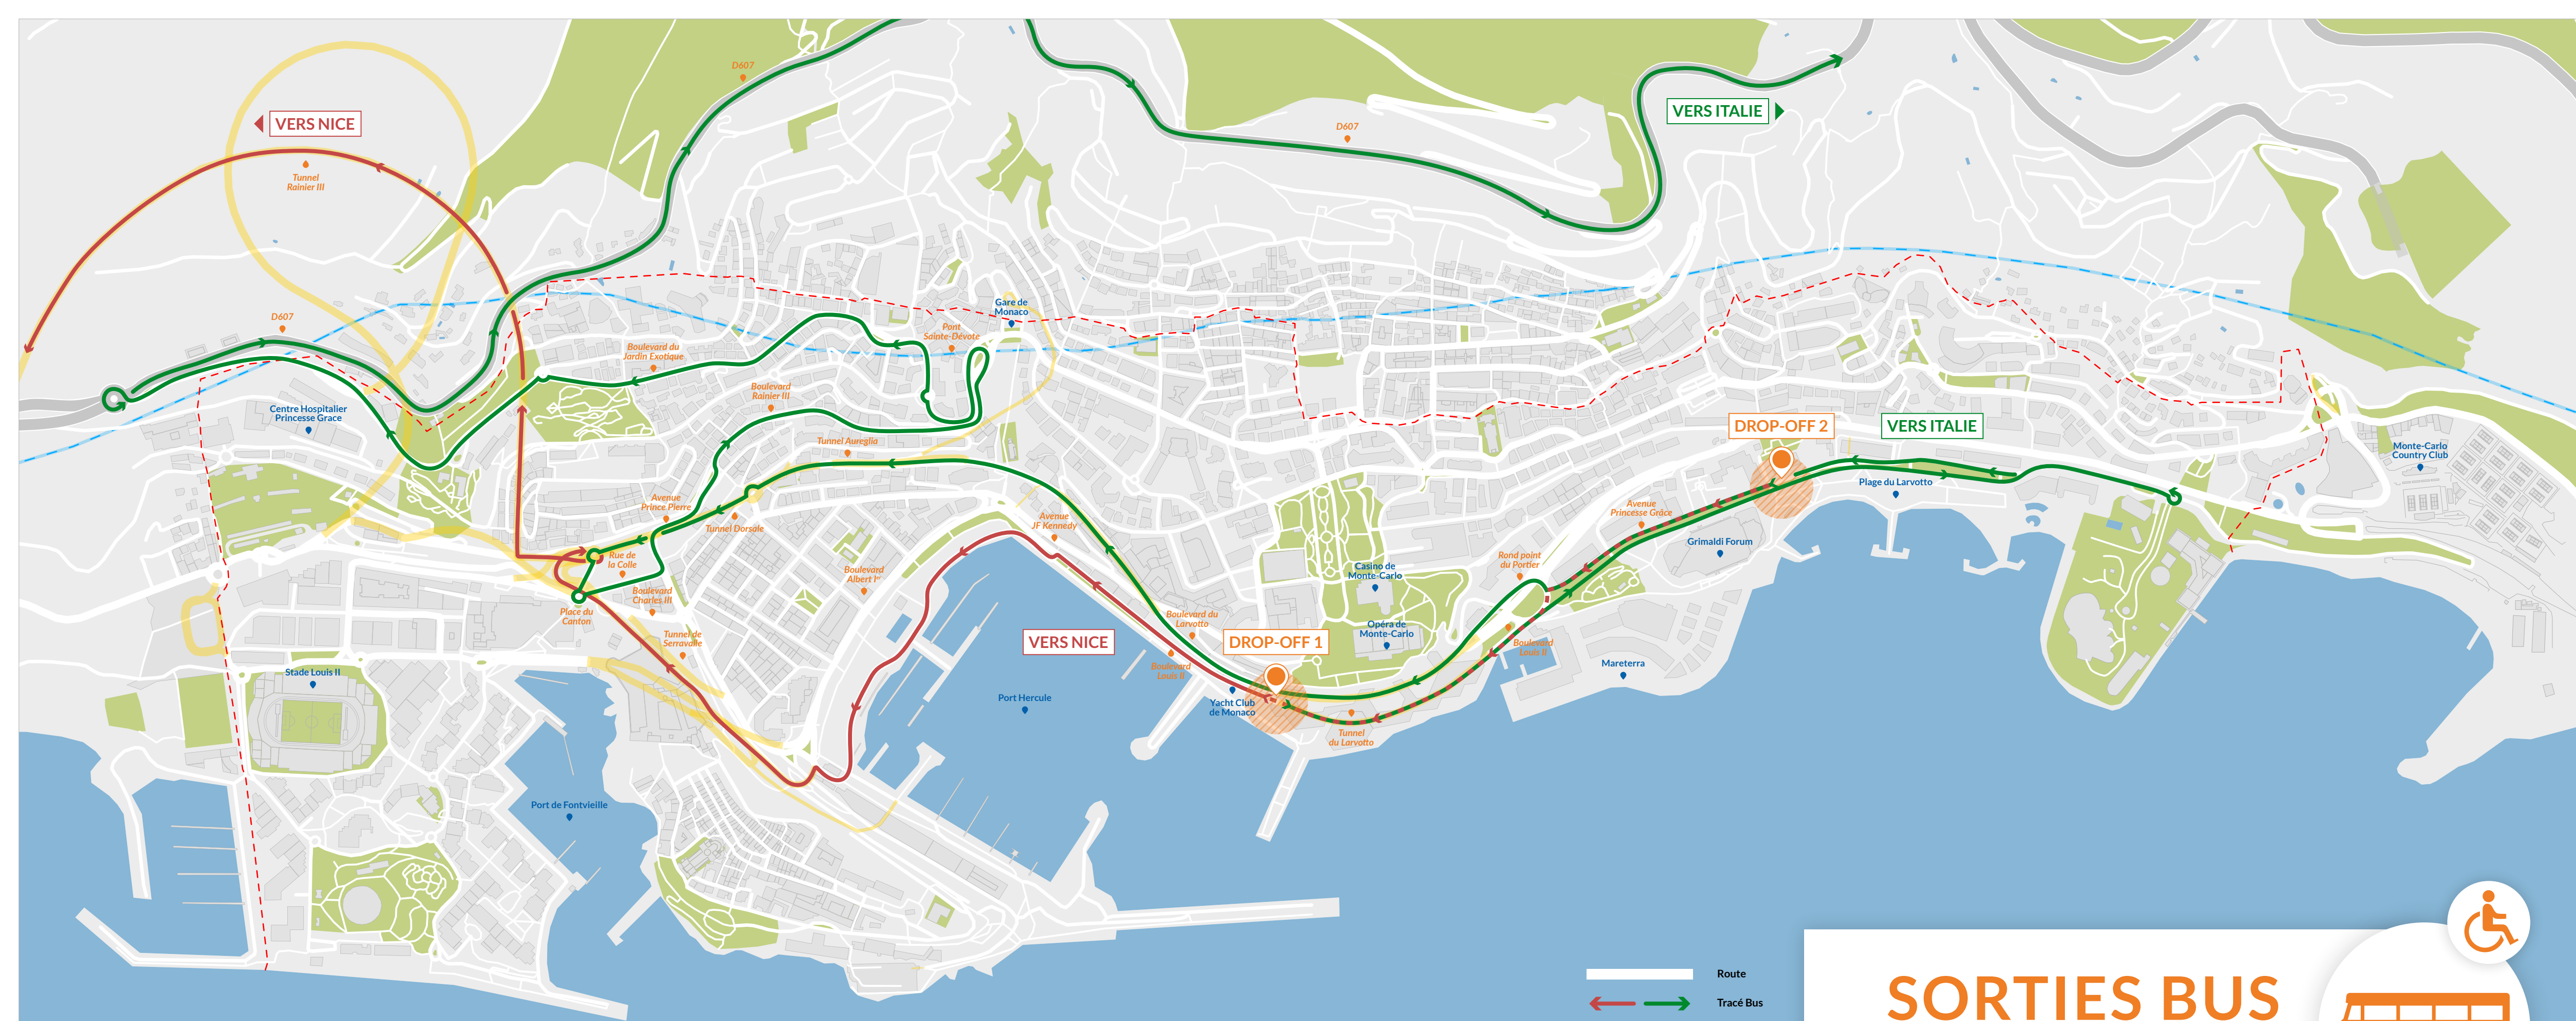 D607
VERS NICE
Tunnel
Rainier III
D607
VERS ITALIE
D607
Centre Hospitalier
Princesse Grace
Boulevard du
Jardin Exotique
Boulevard
Rainier III
Pont
Sainte-Dévote
Gare de
Monaco
Tunnel Aureglia
Avenue
Prince Pierre
Tunnel Dorsale
Rue de
la Colle
Boulevard
Charles III
Place du
Canton
Tunnel de
Serravalle
Boulevard
Albert Iᵉʳ
Avenue
JF Kennedy
VERS NICE
Boulevard du
Larvotto
Boulevard
Louis II
DROP-OFF 1
Yacht Club
de Monaco
Casino de
Monte-Carlo
Opéra de
Monte-Carlo
Tunnel
du Larvotto
Rond point
du Portier
Boulevard
Louis II
Avenue
Princesse Grâce
Grimaldi Forum
Mareterra
DROP-OFF 2
VERS ITALIE
Plage du Larvotto
Monte-Carlo
Country Club
Stade Louis II
Port de Fontvieille
Port Hercule
Route
Tracé Bus
SORTIES BUS